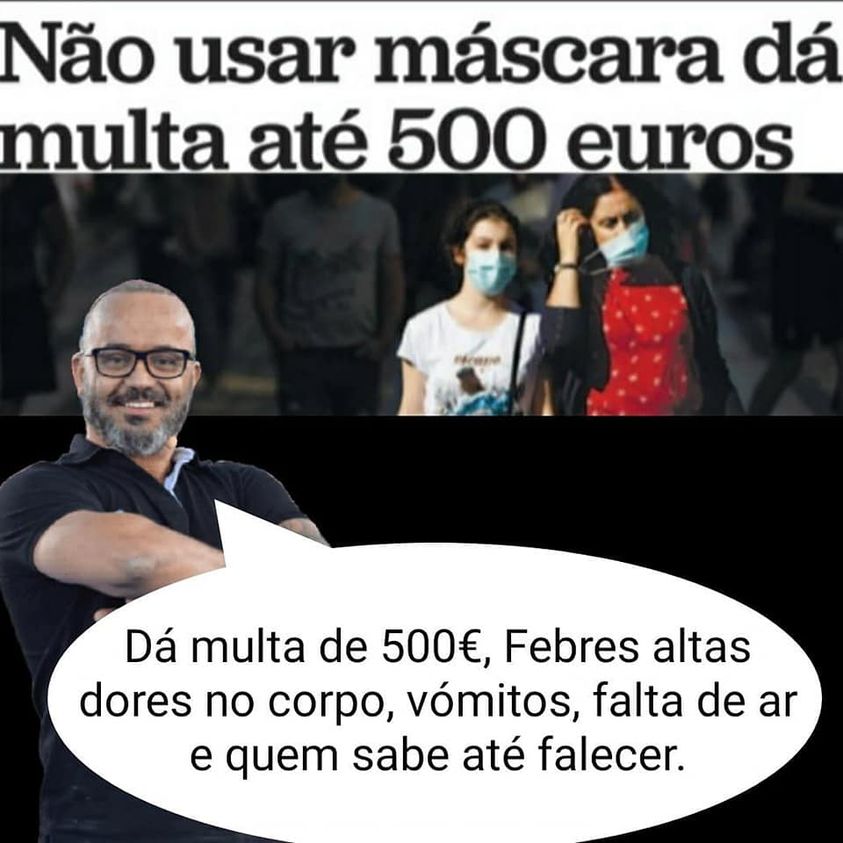 Não usar máscara dá
multa até 500 euros
Dá multa de 500€, Febres altas
dores no corpo, vómitos, falta de ar
e quem sabe até falecer.